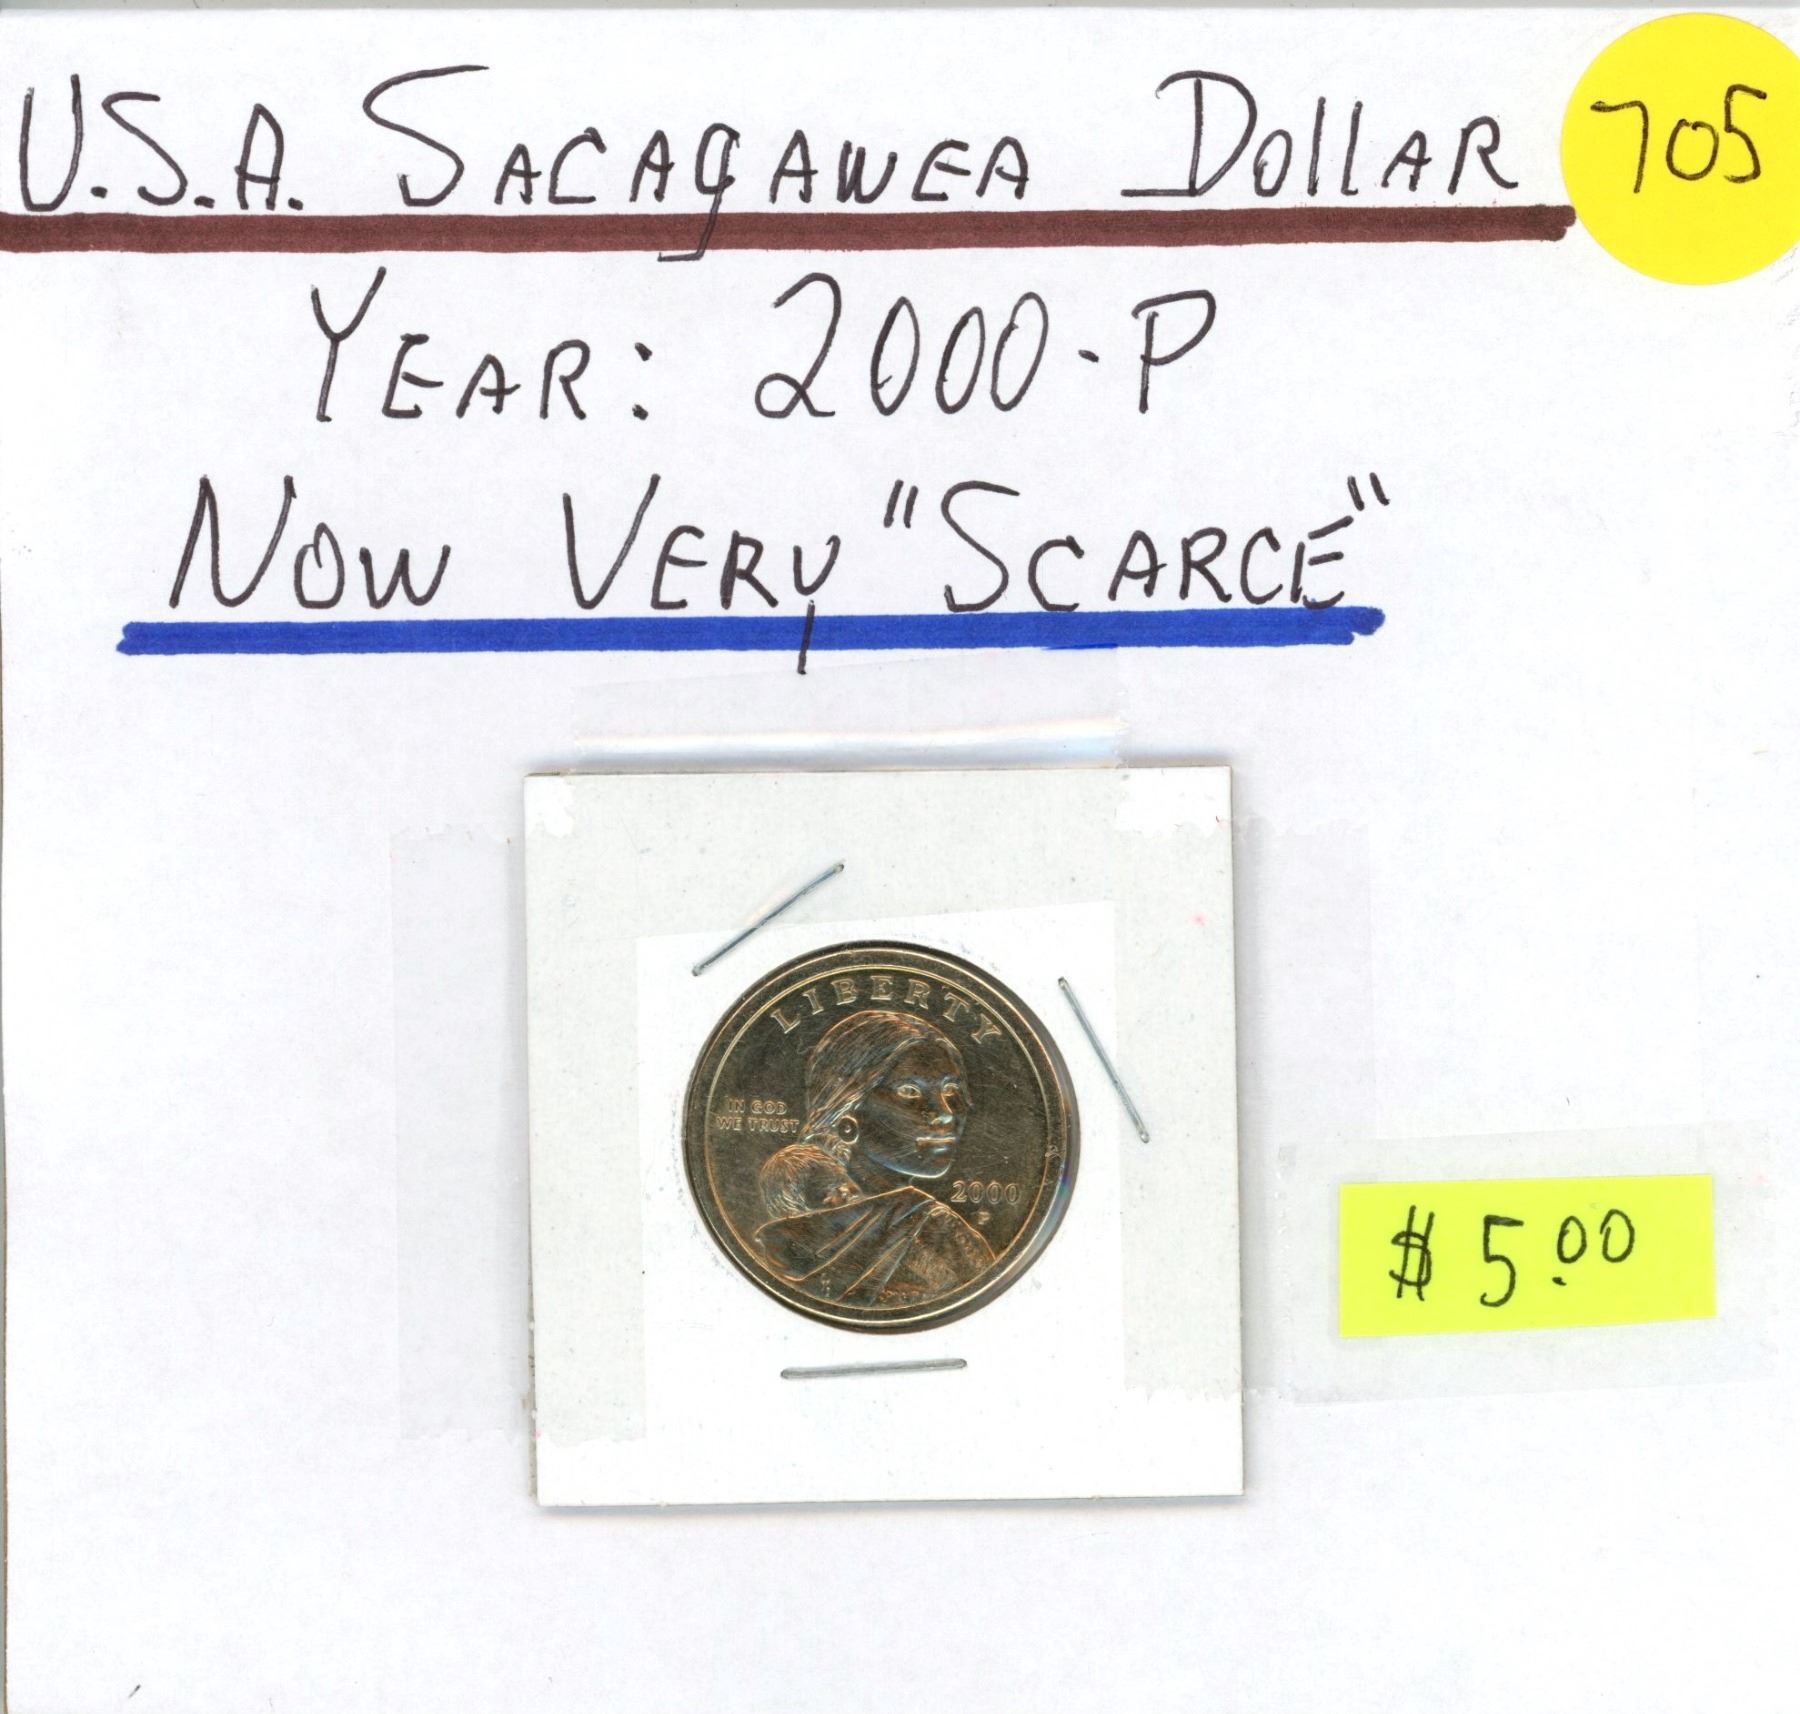 U.S.A. SACAGAWEA DOllAR
705
YEAR: 2000-P
NOW VERY "SCARCE"
LIBERTY
IN GOD
WE TRUST
2000
P
$ 5.00